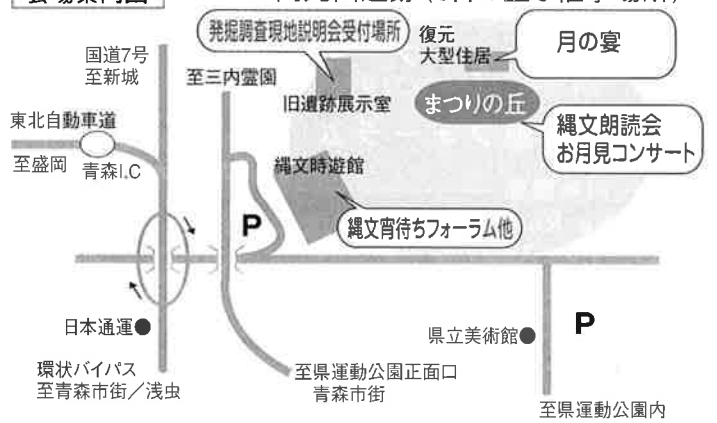 国道7号
至新城
東北自動車道
至盛岡
青森I.C
至三内霊園
発掘調査現地説明会受付場所
旧遺跡展示室
復元
大型住居
月の宴
まつりの丘
縄文朗読会
お月見コンサート
縄文時遊館
縄文宵待ちフォーラム他
P
日本通運
環状バイパス
至青森市街/浅虫
至県運動公園正面口
青森市街
県立美術館
P
至県運動公園内